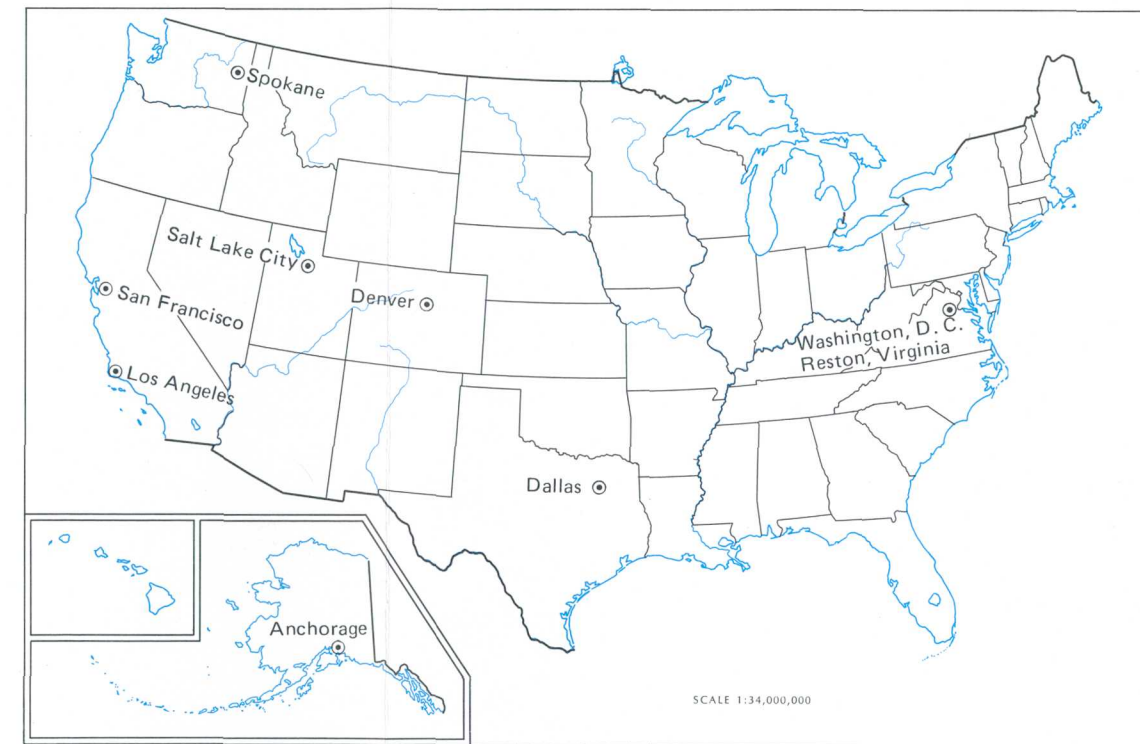 Spokane
Salt Lake City
San Francisco
Denver
Los Angeles
Washington, D. C.
Reston, Virginia
Dallas
Anchorage
SCALE 1:34,000,000